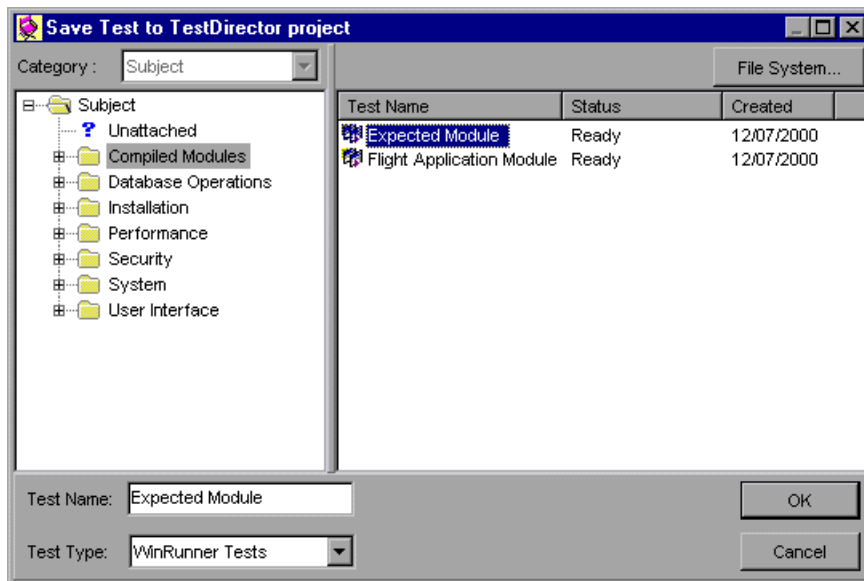 Save Test to TestDirector project
Category : Subject File System...
Subject
? Unattached
Compiled Modules
Database Operations
Installation
Performance
Security
System
User Interface
Test Name Status Created
Expected Module Ready 12/07/2000
Flight Application Module Ready 12/07/2000
Test Name: Expected Module OK
Test Type: WinRunner Tests Cancel